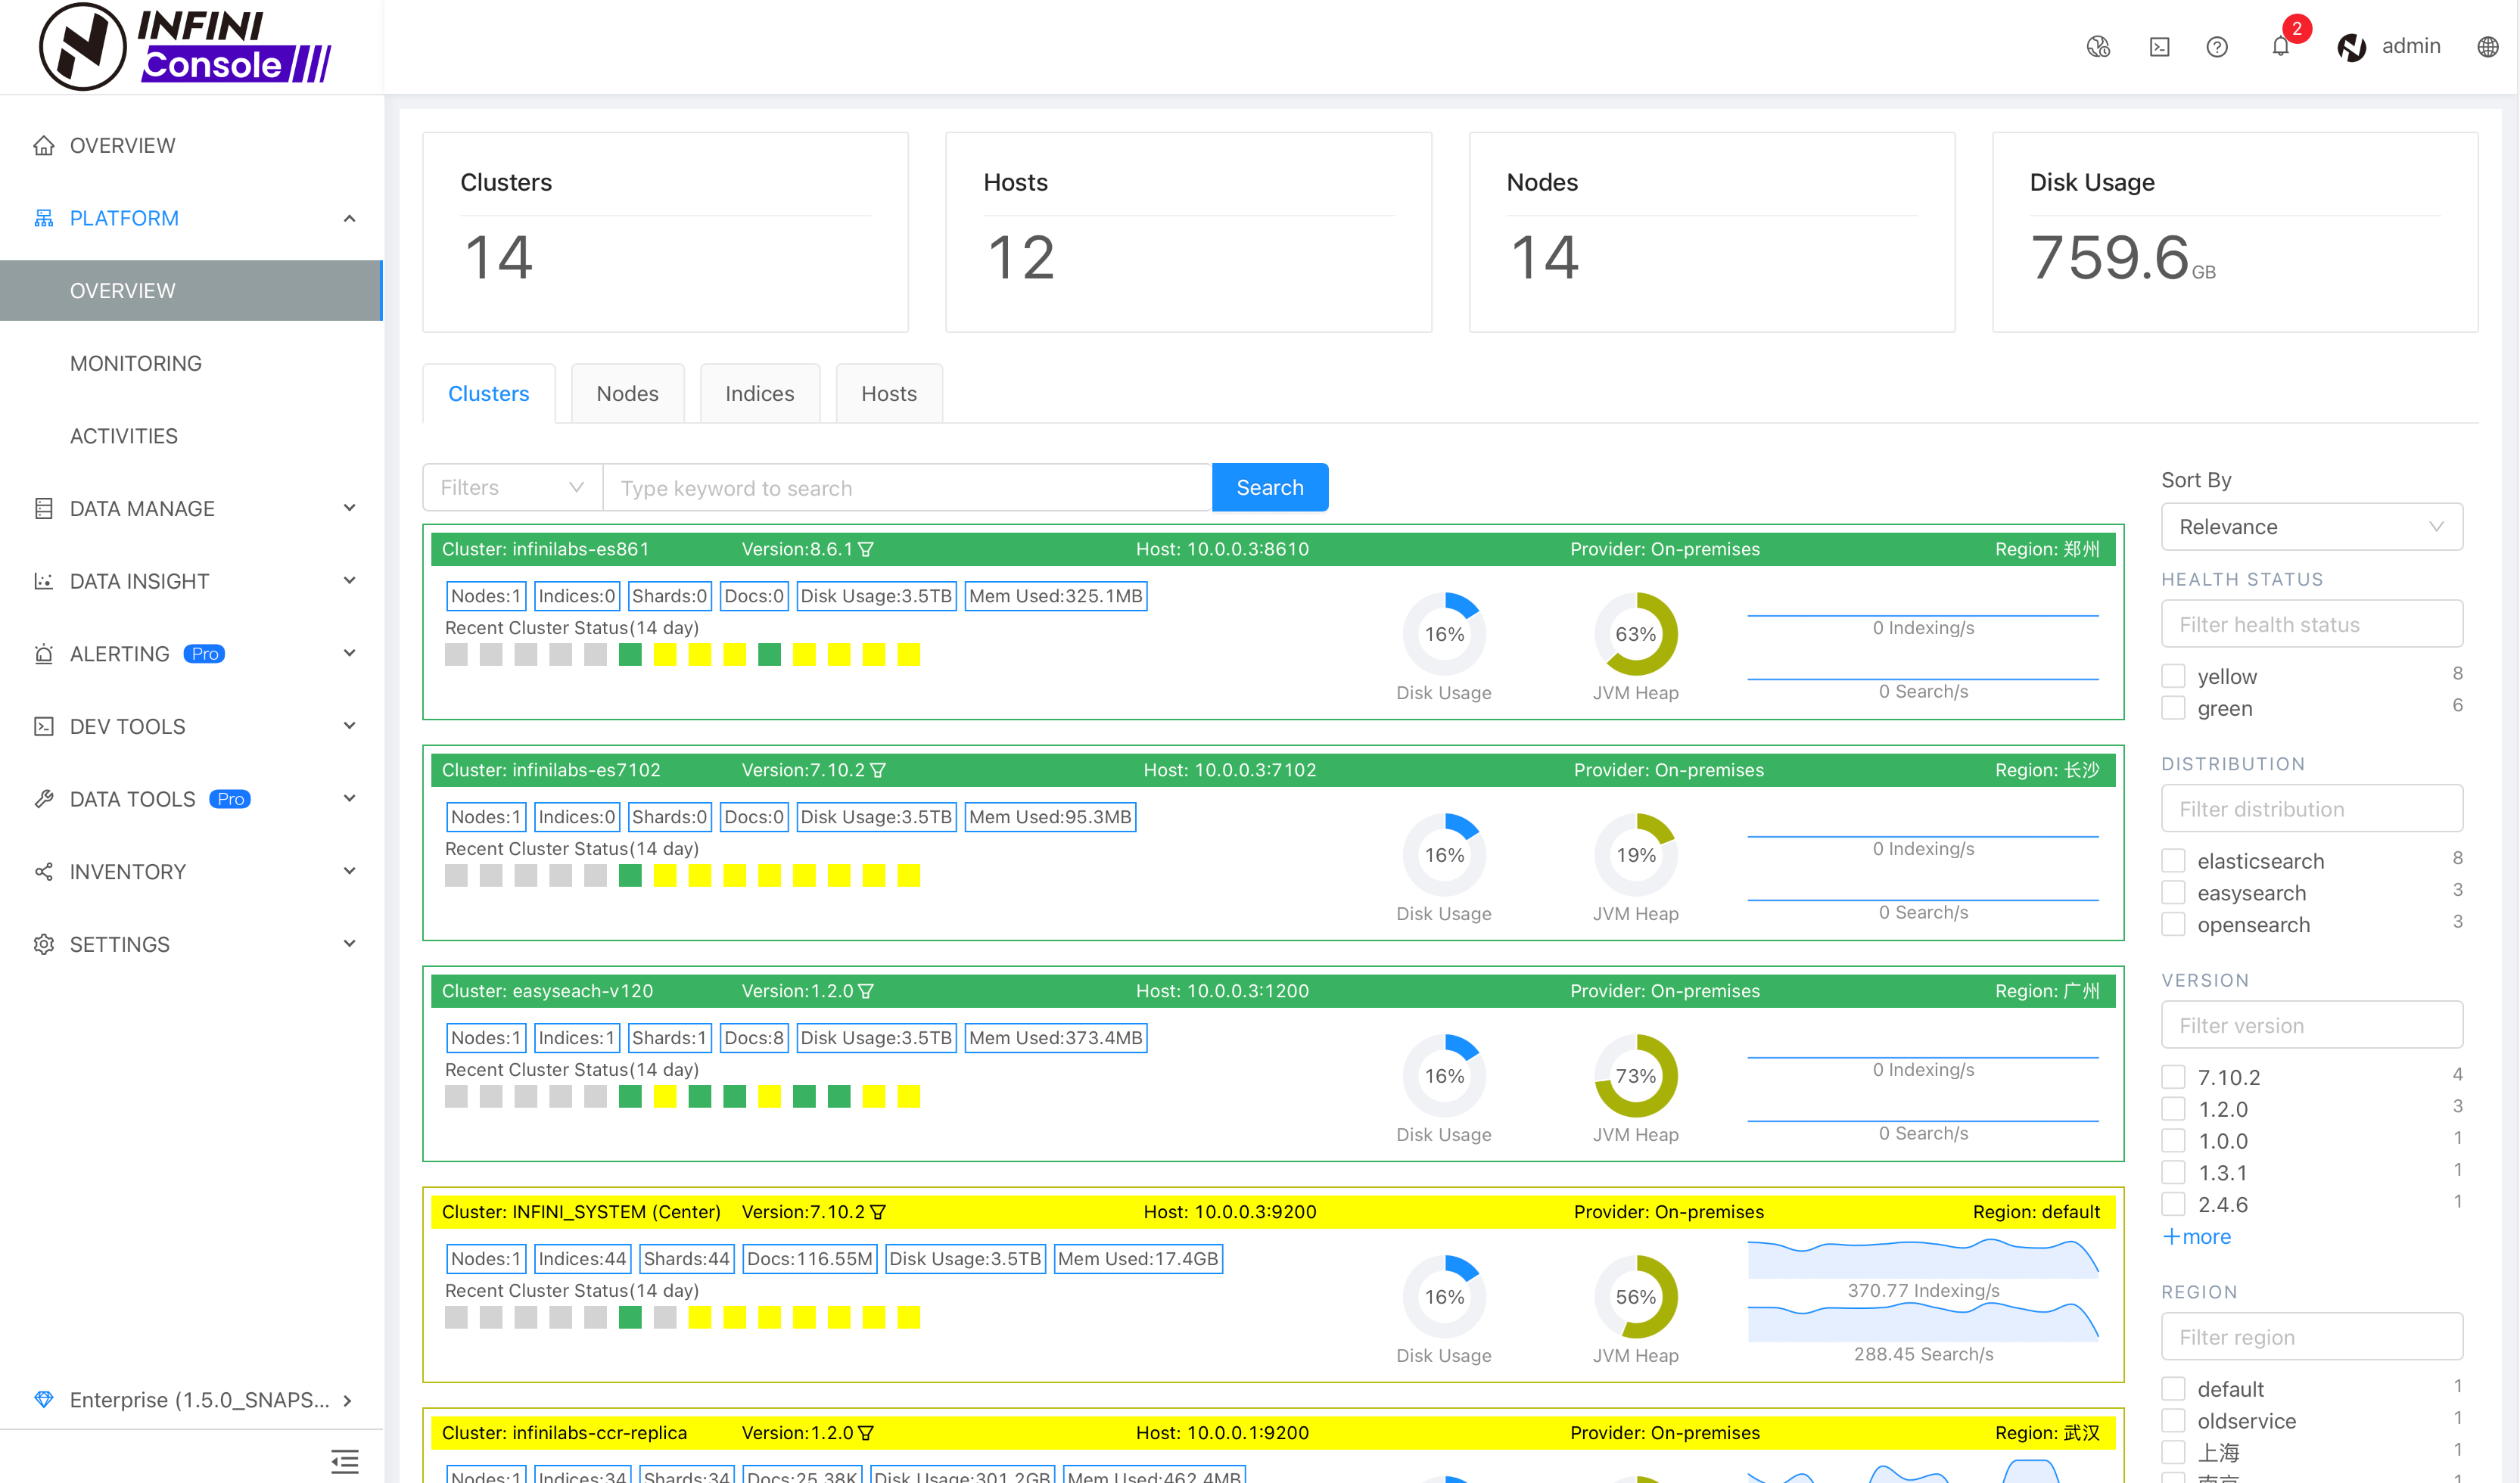 INFINI
Console
2
admin
OVERVIEW
PLATFORM
OVERVIEW
MONITORING
ACTIVITIES
DATA MANAGE
DATA INSIGHT
ALERTING Pro
DEV TOOLS
DATA TOOLS Pro
INVENTORY
SETTINGS
Enterprise (1.5.0_SNAPS...
Clusters
14
Hosts
12
Nodes
14
Disk Usage
759.6 GB
Clusters Nodes Indices Hosts
Filters Type keyword to search Search
Cluster: infinilabs-es861 Version:8.6.1 Host: 10.0.0.3:8610 Provider: On-premises Region: 郑州
Nodes:1 Indices:0 Shards:0 Docs:0 Disk Usage:3.5TB Mem Used:325.1MB
Recent Cluster Status(14 day)
16%
Disk Usage
63%
JVM Heap
0 Indexing/s
0 Search/s
Cluster: infinilabs-es7102 Version:7.10.2 Host: 10.0.0.3:7102 Provider: On-premises Region: 长沙
Nodes:1 Indices:0 Shards:0 Docs:0 Disk Usage:3.5TB Mem Used:95.3MB
Recent Cluster Status(14 day)
16%
Disk Usage
19%
JVM Heap
0 Indexing/s
0 Search/s
Cluster: easyseach-v120 Version:1.2.0 Host: 10.0.0.3:1200 Provider: On-premises Region: 广州
Nodes:1 Indices:1 Shards:1 Docs:8 Disk Usage:3.5TB Mem Used:373.4MB
Recent Cluster Status(14 day)
16%
Disk Usage
73%
JVM Heap
0 Indexing/s
0 Search/s
Cluster: INFINI_SYSTEM (Center) Version:7.10.2 Host: 10.0.0.3:9200 Provider: On-premises Region: default
Nodes:1 Indices:44 Shards:44 Docs:116.55M Disk Usage:3.5TB Mem Used:17.4GB
Recent Cluster Status(14 day)
16%
Disk Usage
56%
JVM Heap
370.77 Indexing/s
288.45 Search/s
Cluster: infinilabs-ccr-replica Version:1.2.0 Host: 10.0.0.1:9200 Provider: On-premises Region: 武汉
Nodes:1 Indices:34 Shards:34 Docs:25.38K Disk Usage:301.2GB Mem Used:462.4MB
Sort By
Relevance
HEALTH STATUS
Filter health status
yellow 8
green 6
DISTRIBUTION
Filter distribution
elasticsearch 8
easysearch 3
opensearch 3
VERSION
Filter version
7.10.2 4
1.2.0 3
1.0.0 1
1.3.1 1
2.4.6 1
+more
REGION
Filter region
default 1
oldservice 1
上海 1